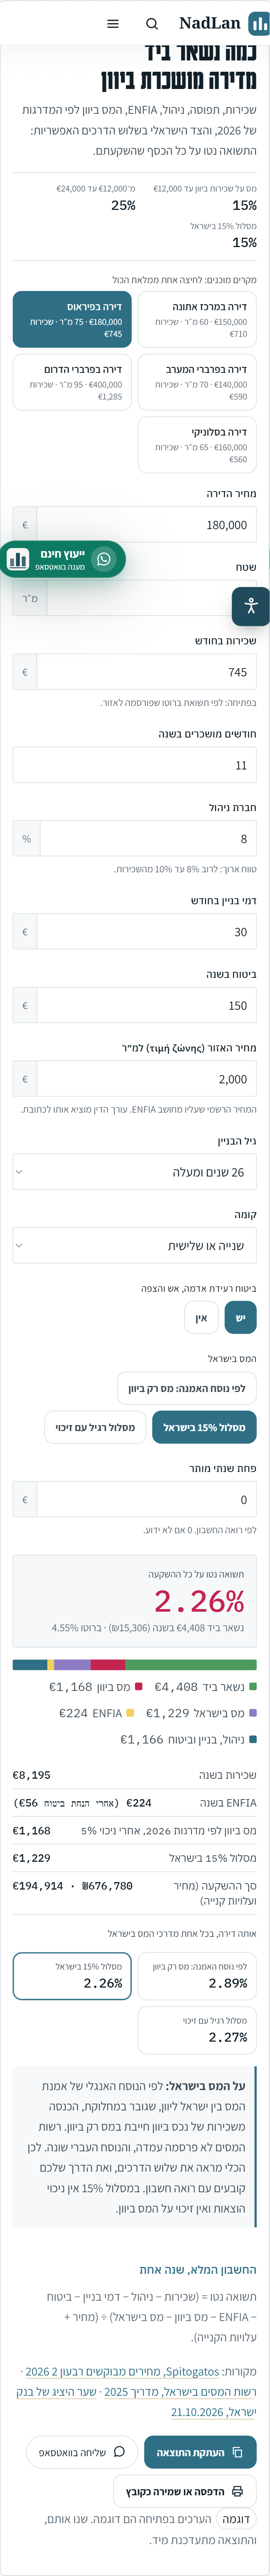 NadLan
כמה נשאר ביד
מדירה מושכרת ביוון
שכירות, תפוסה, ניהול, ENFIA, המס ביוון לפי המדרגות
של 2026, והצד הישראלי בשלוש הדרכים האפשריות:
התשואה נטו על כל הכסף שהשקעתם.
מס על שכירות ביוון עד €12,000
15%
מ־€12,000 עד €24,000
25%
מסלול 15% בישראל
15%
מקרים מוכנים: לחיצה אחת ממלאת הכול
דירה במרכז אתונה
€150,000 · 60 מ״ר · שכירות
€710
דירה בפיראוס
€180,000 · 75 מ״ר · שכירות
€745
דירה בפרברי המערב
€140,000 · 70 מ״ר · שכירות
€590
דירה בפרברי הדרום
€400,000 · 95 מ״ר · שכירות
€1,285
דירה בסלוניקי
€160,000 · 65 מ״ר · שכירות
€560
מחיר הדירה
180,000
€
ייעוץ חינם
מענה בוואטסאפ
שטח
מ״ר
שכירות בחודש
745
€
בפתיחה: לפי תשואת ברוטו שפורסמה לאזור.
חודשים מושכרים בשנה
11
חברת ניהול
8
%
טווח ארוך: לרוב 8% עד 10% מהשכירות.
דמי בניין בחודש
30
€
ביטוח בשנה
150
€
מחיר האזור (τιμή ζώνης) למ״ר
2,000
€
המחיר הרשמי שעליו מחושב ENFIA. עורך הדין מוציא אותו לכתובת.
גיל הבניין
26 שנים ומעלה
קומה
שנייה או שלישית
ביטוח רעידת אדמה, אש והצפה
יש
אין
המס בישראל
לפי נוסח האמנה: מס רק ביוון
מסלול 15% בישראל
מסלול רגיל עם זיכוי
פחת שנתי מותר
0
€
לפי רואה החשבון. 0 אם לא ידוע.
תשואה נטו על כל ההשקעה
2.26%
נשאר ביד €4,408 בשנה (₪15,306) · ברוטו 4.55%
נשאר ביד €4,408
מס ביוון €1,168
מס בישראל €1,229
ENFIA €224
ניהול, בניין וביטוח €1,166
שכירות בשנה
€8,195
ENFIA בשנה
€224 (אחרי הנחת ביטוח €56)
מס ביוון לפי מדרגות 2026, אחרי ניכוי 5%
€1,168
מסלול 15% בישראל
€1,229
סך ההשקעה (מחיר
ועלויות קנייה)
€194,914 · ₪676,780
אותה דירה, בכל אחת מדרכי המס בישראל
לפי נוסח האמנה: מס רק ביוון
2.89%
מסלול 15% בישראל
2.26%
מסלול רגיל עם זיכוי
2.27%
על המס בישראל: לפי הנוסח האנגלי של אמנת
המס בין ישראל ליוון, שגובר במחלוקת, הכנסה
משכירות של נכס ביוון חייבת במס רק ביוון. רשות
המסים לא פרסמה עמדה, והנוסח העברי שונה. לכן
הכלי מראה את שלוש הדרכים, ואת הדרך שלכם
קובעים עם רואה חשבון. במסלול 15% אין ניכוי
הוצאות ואין זיכוי על המס ביוון.
החשבון המלא, שנה אחת
תשואה נטו = (שכירות − ניהול − דמי בניין − ביטוח
− ENFIA − מס ביוון − מס בישראל) ÷ (מחיר +
עלויות הקנייה).
מקורות: Spitogatos, מחירים מבוקשים רבעון 2 2026 ·
רשות המסים בישראל, מדריך 2025 · שער היציג של בנק
ישראל, 21.10.2026
העתקת התוצאה
שליחה בוואטסאפ
הדפסה או שמירה כקובץ
דוגמה הערכים בפתיחה הם דוגמה. שנו אותם,
והתוצאה מתעדכנת מיד.